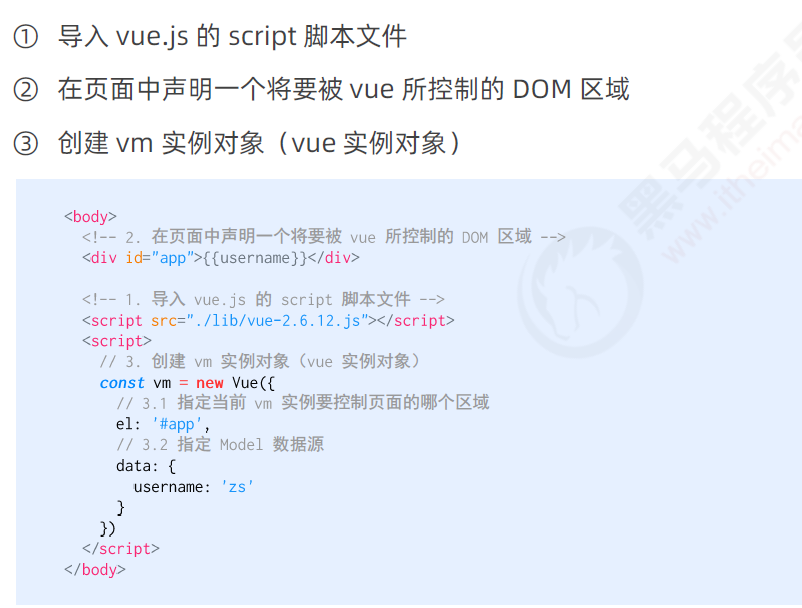 ① 导入 vue.js 的 script 脚本文件
② 在页面中声明一个将要被 vue 所控制的 DOM 区域
③ 创建 vm 实例对象（vue 实例对象）
<body>
<!-- 2. 在页面中声明一个将要被 vue 所控制的 DOM 区域 -->
<div id="app">{{username}}</div>
<!-- 1. 导入 vue.js 的 script 脚本文件 -->
<script src="./lib/vue-2.6.12.js"></script>
<script>
// 3. 创建 vm 实例对象（vue 实例对象）
const vm = new Vue({
// 3.1 指定当前 vm 实例要控制页面的哪个区域
el: '#app',
// 3.2 指定 Model 数据源
data: {
username: 'zs'
}
})
</script>
</body>
黑马程序
www.itheima